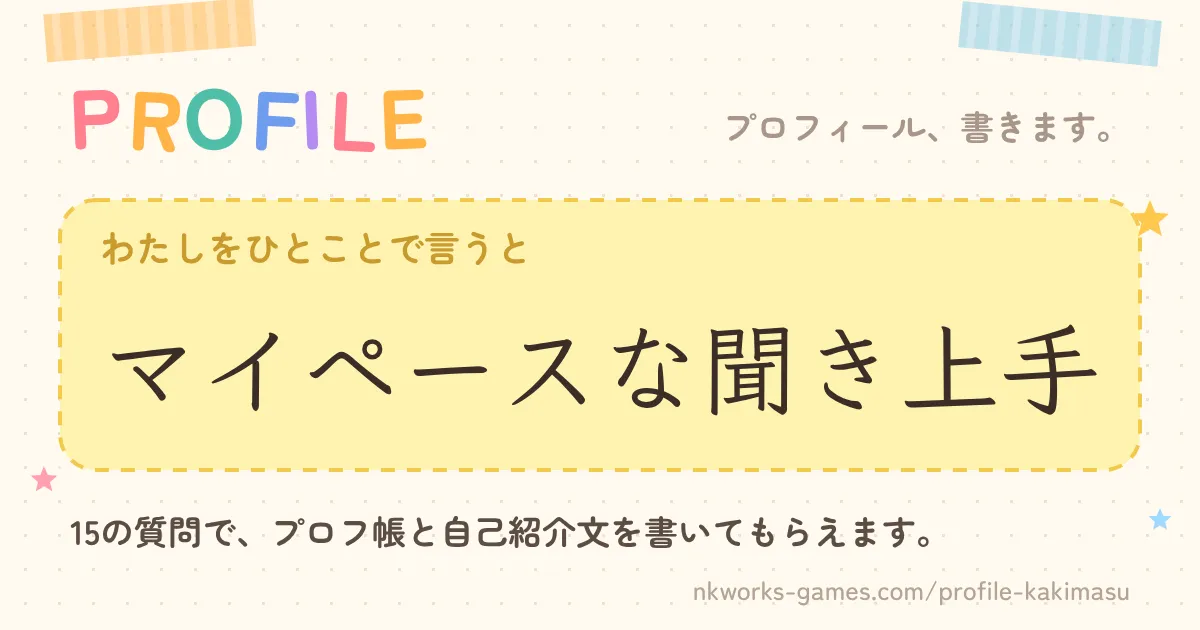 PROFILE
プロフィール、書きます。
わたしをひとことで言うと
マイペースな聞き上手
15の質問で、プロフ帳と自己紹介文を書いてもらえます。
nkworks-games.com/profile-kakimasu